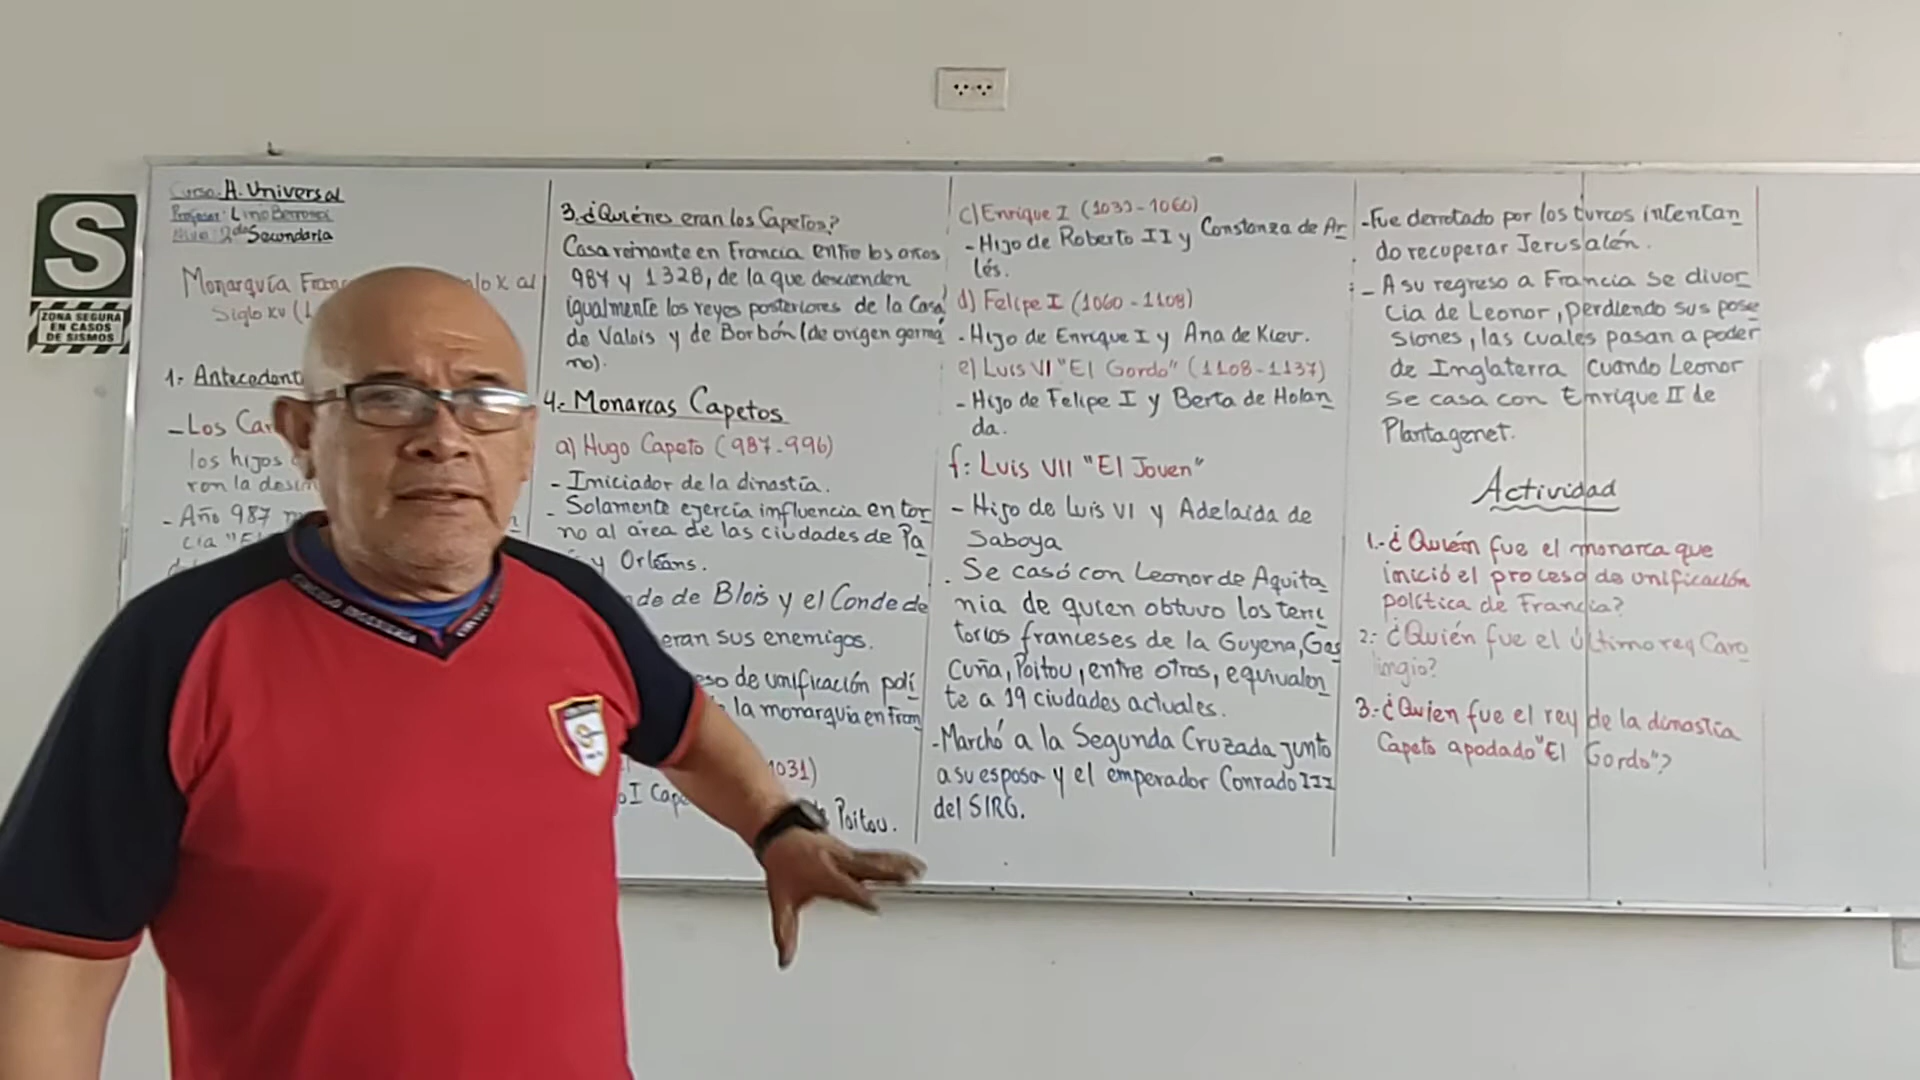 S
ZONA SEGURA
EN CASOS
DE SISMOS
Curso: H. Universal
Profesor: Lino
Nivel: 2do Secundaria
Monarquía Franc
Siglo XV (
1.- Antecedent
- Los Car
los hijos
ron la
- Año 987
cia "El
3. ¿Quiénes eran los Capetos?
Casa reinante en Francia entre los años
987 y 1328, de la que descienden
igualmente los reyes posteriores de la Casa
de Valois y de Borbón (de origen germa
no).
4.- Monarcas Capetos
a) Hugo Capeto (987-996)
- Iniciador de la dinastía.
- Solamente ejercía influencia en tor
no al área de las ciudades de Pa
y Orléans.
de de Blois y el Conde de
eran sus enemigos.
eso de unificación polí
la monarquía en Fran
1031)
o I Cape
Poitou.
c) Enrique I (1031-1060)
- Hijo de Roberto II y Constanza de Ar
lés.
d) Felipe I (1060-1108)
- Hijo de Enrique I y Ana de Kiev.
e) Luis VI "El Gordo" (1108-1137)
- Hijo de Felipe I y Berta de Holan
da.
f: Luis VII "El Joven"
- Hijo de Luis VI y Adelaida de
Saboya
. Se casó con Leonor de Aquita
nia de quien obtuvo los terri
torios franceses de la Guyena, Gas
cuña, Poitou, entre otros, equivalen
te a 19 ciudades actuales.
- Marchó a la Segunda Cruzada junto
a su esposa y el emperador Conrado III
del SIRG.
- Fue derrotado por los turcos intentan
do recuperar Jerusalén.
- A su regreso a Francia se divor
cia de Leonor, perdiendo sus pose
siones, las cuales pasan a poder
de Inglaterra cuando Leonor
se casa con Enrique II de
Plantagenet.
Actividad
1.- ¿Quién fue el monarca que
inició el proceso de unificación
política de Francia?
2.- ¿Quién fue el último rey Caro
lingio?
3.- ¿Quien fue el rey de la dinastía
Capeto apodado "El Gordo"?